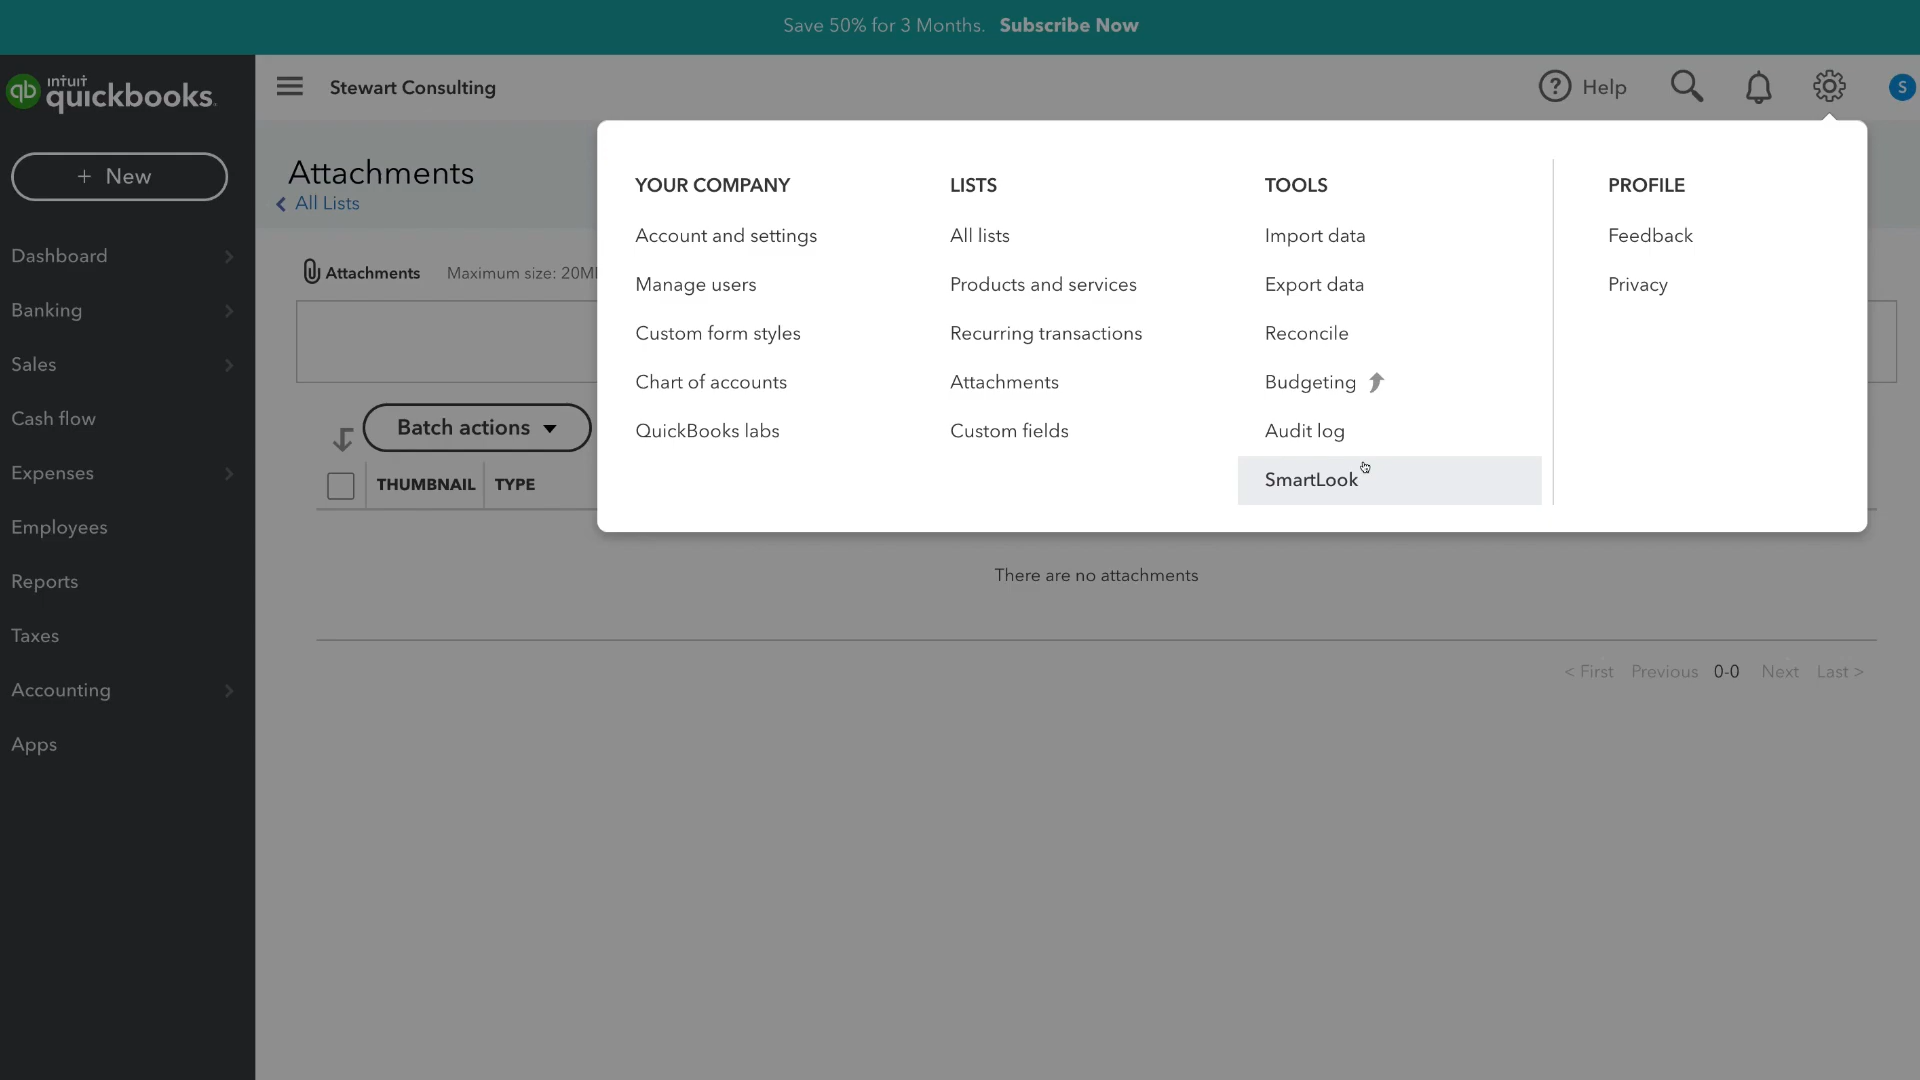 Save 50% for 3 Months. Subscribe Now
intuit
quickbooks.
qb
Stewart Consulting
? Help
S
+ New
Dashboard
Banking
Sales
Cash flow
Expenses
Employees
Reports
Taxes
Accounting
Apps
Attachments
< All Lists
Attachments Maximum size: 20M
Batch actions
THUMBNAIL TYPE
YOUR COMPANY
Account and settings
Manage users
Custom form styles
Chart of accounts
QuickBooks labs
LISTS
All lists
Products and services
Recurring transactions
Attachments
Custom fields
TOOLS
Import data
Export data
Reconcile
Budgeting
Audit log
SmartLook
PROFILE
Feedback
Privacy
There are no attachments
< First Previous 0-0 Next Last >